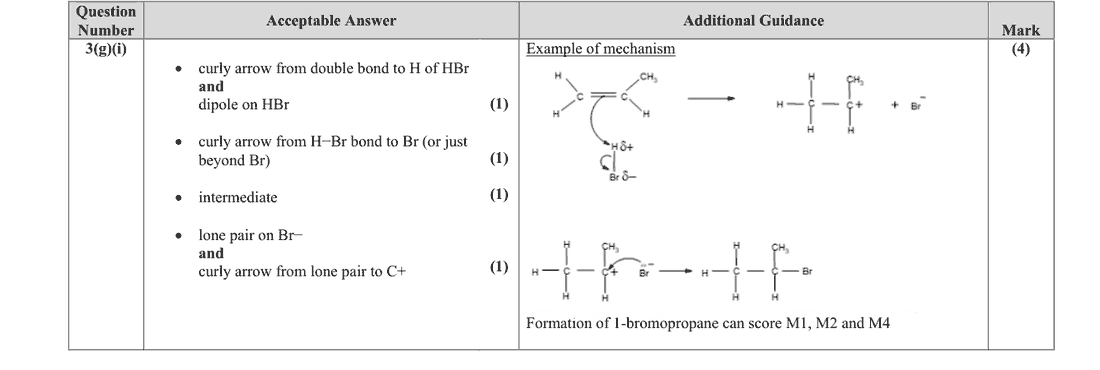 Question Number
Acceptable Answer
Additional Guidance
Mark
3(g)(i)
• curly arrow from double bond to H of HBr
and
dipole on HBr (1)
• curly arrow from H−Br bond to Br (or just
beyond Br) (1)
• intermediate (1)
• lone pair on Br−
and
curly arrow from lone pair to C+ (1)
Example of mechanism
H CH₃
C C
H H
Hδ+
Br δ−
H CH₃
H C C+ + Br⁻
H H
H CH₃
H C C+ Br⁻
H H
H CH₃
H C C Br
H H
Formation of 1-bromopropane can score M1, M2 and M4
(4)